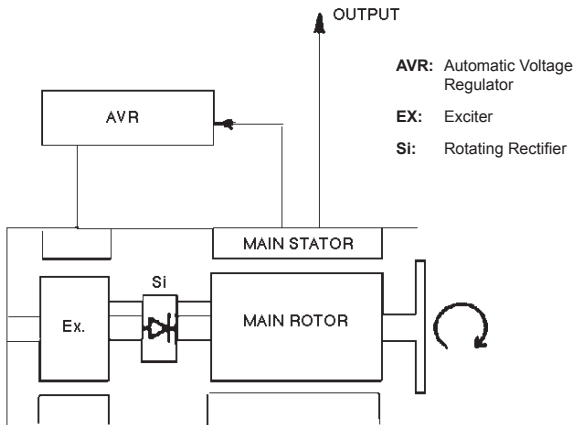 OUTPUT
AVR: Automatic Voltage
Regulator
EX: Exciter
Si: Rotating Rectifier
AVR
MAIN STATOR
Si
Ex.
MAIN ROTOR